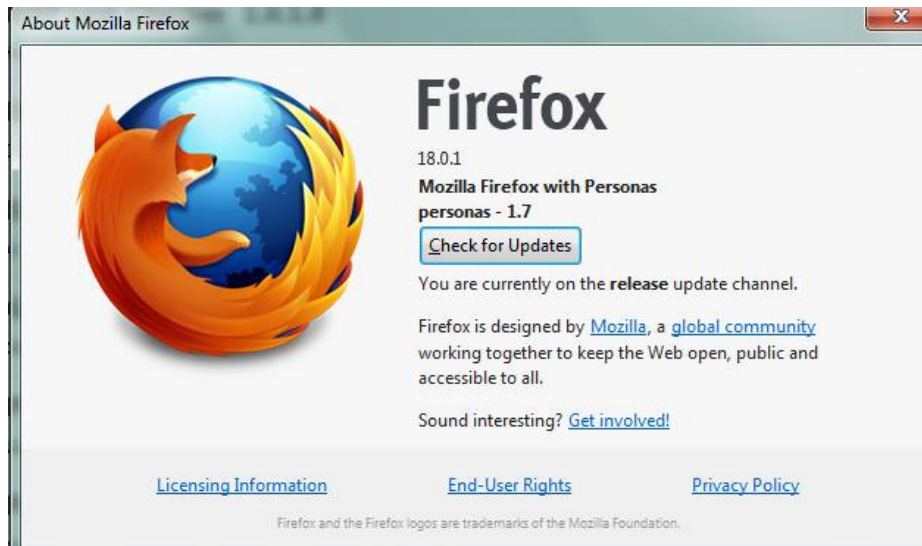 About Mozilla Firefox
Firefox
18.0.1
Mozilla Firefox with Personas
personas - 1.7
Check for Updates
You are currently on the release update channel.
Firefox is designed by Mozilla, a global community
working together to keep the Web open, public and
accessible to all.
Sound interesting? Get involved!
Licensing Information End-User Rights Privacy Policy
Firefox and the Firefox logos are trademarks of the Mozilla Foundation.